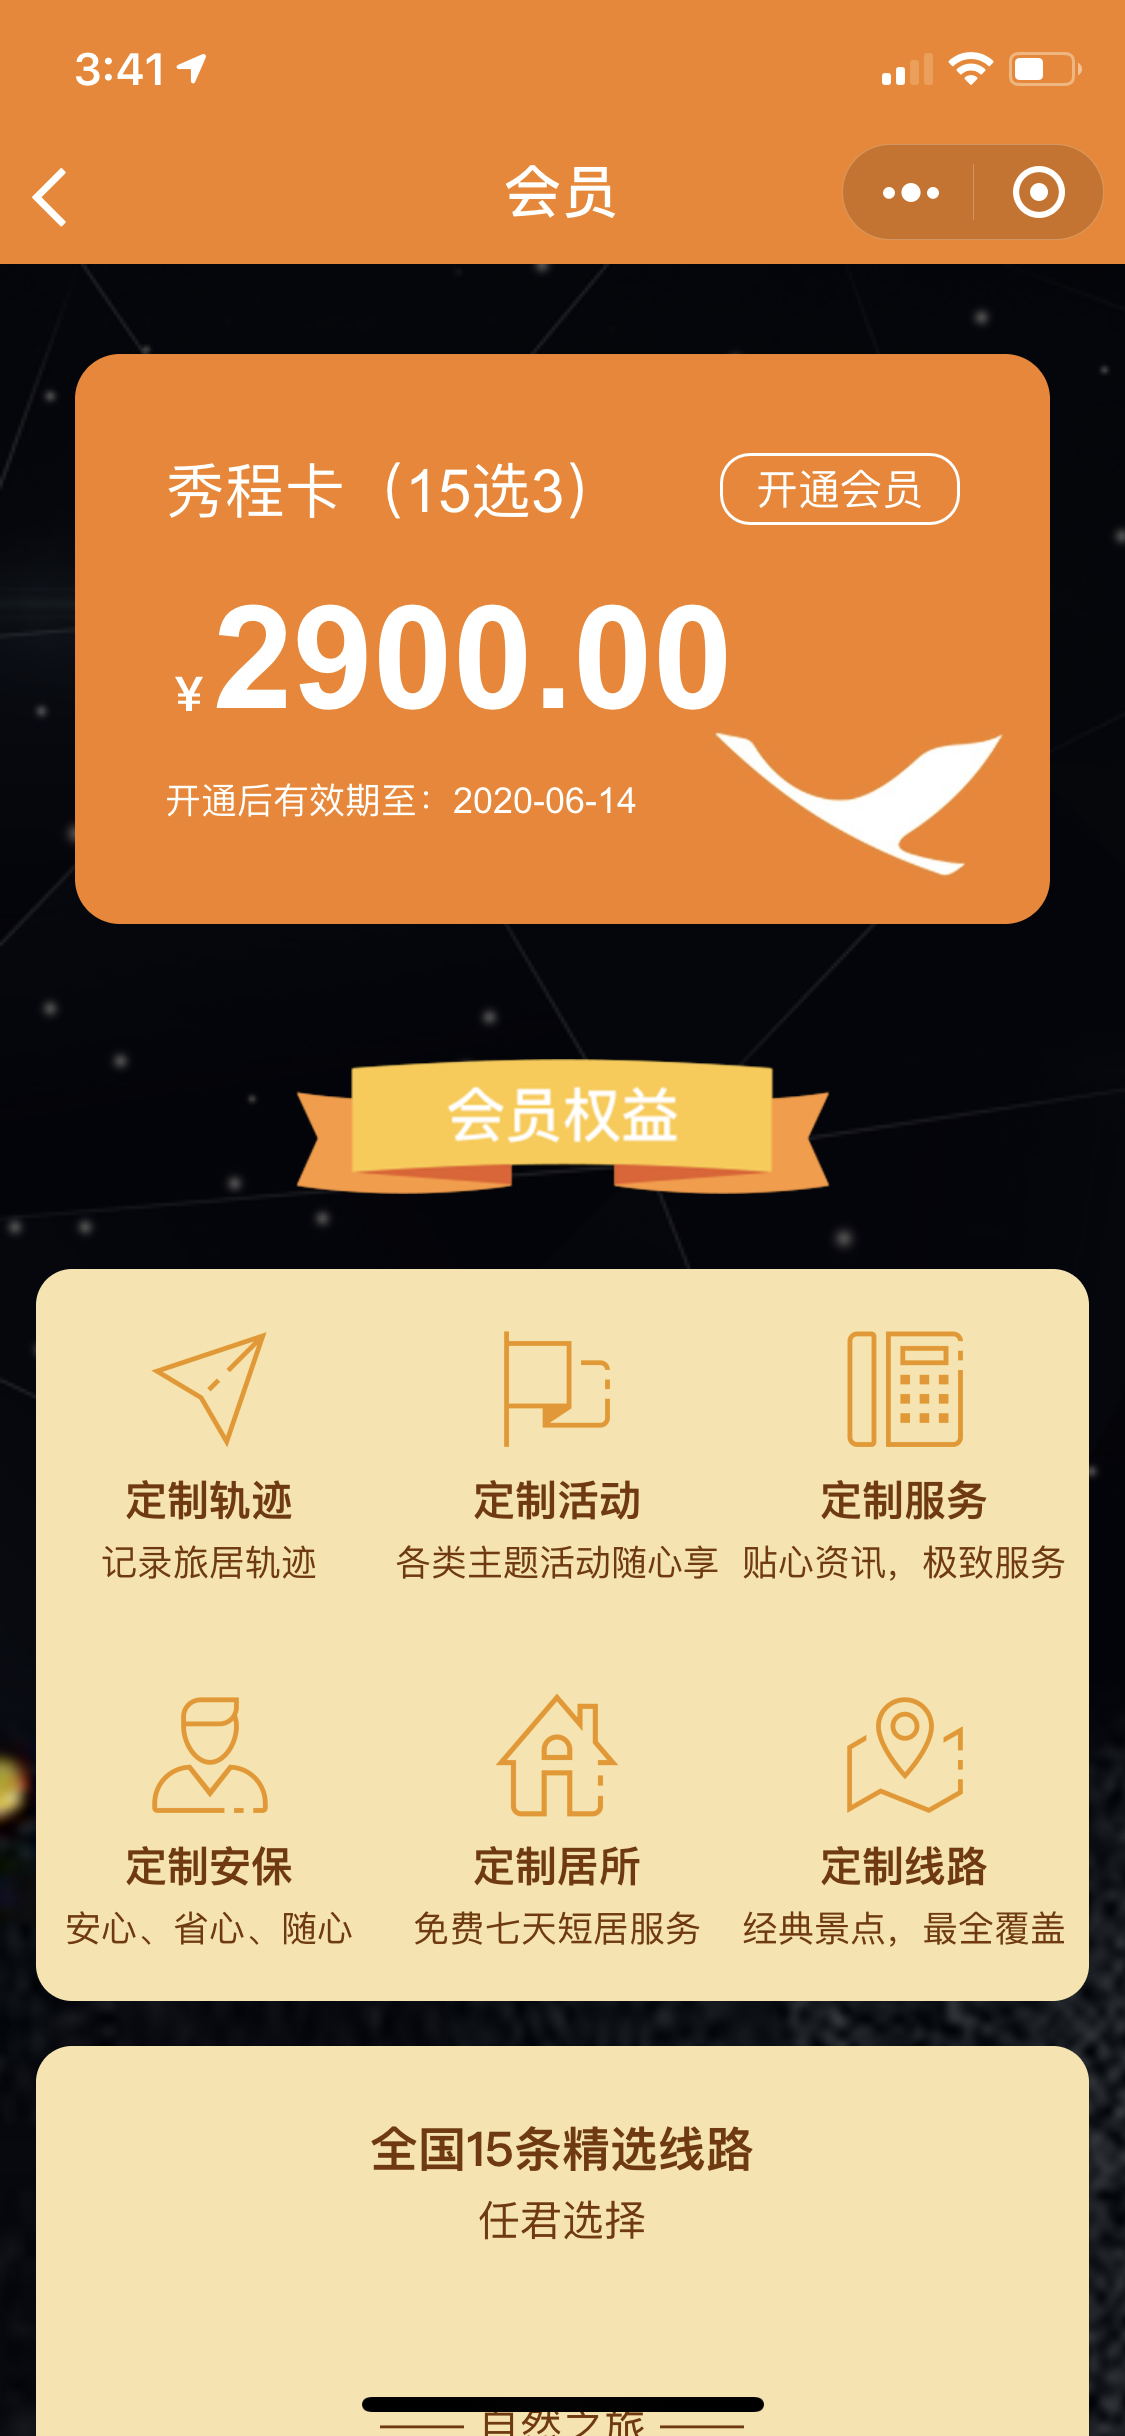 3:41
会员
秀程卡（15选3）
开通会员
¥2900.00
开通后有效期至：2020-06-14
会员权益
定制轨迹 定制活动 定制服务
记录旅居轨迹 各类主题活动随心享 贴心资讯，极致服务
定制安保 定制居所 定制线路
安心、省心、随心 免费七天短居服务 经典景点，最全覆盖
全国15条精选线路
任君选择
自然之旅